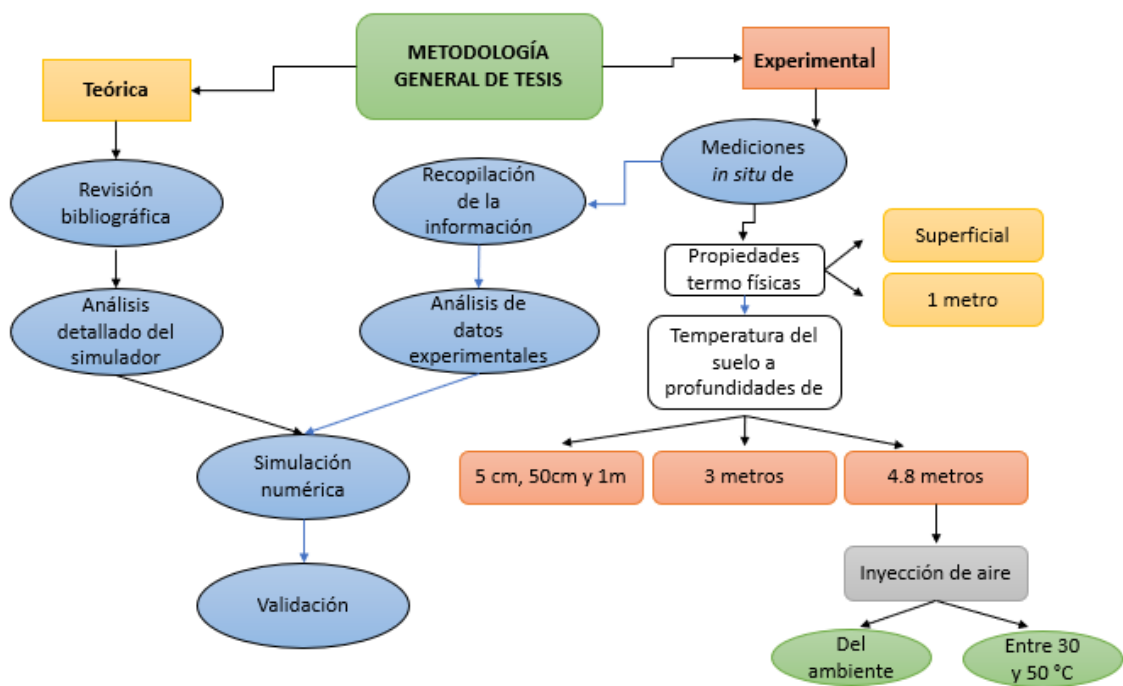 METODOLOGÍA
GENERAL DE TESIS
Teórica
Experimental
Revisión
bibliográfica
Análisis
detallado del
simulador
Recopilación
de la
información
Análisis de
datos
experimentales
Mediciones
in situ de
Propiedades
termo físicas
Superficial
1 metro
Temperatura del
suelo a
profundidades de
5 cm, 50cm y 1m
3 metros
4.8 metros
Simulación
numérica
Validación
Inyección de aire
Del
ambiente
Entre 30
y 50 °C